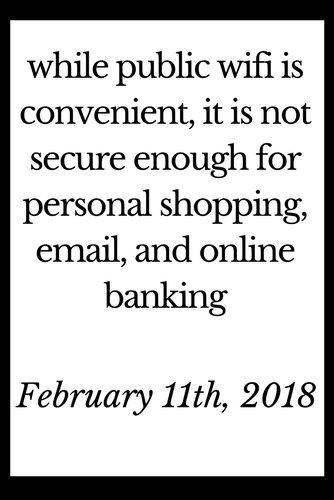 while public wifi is
convenient, it is not
secure enough for
personal shopping,
email, and online
banking
February 11th, 2018